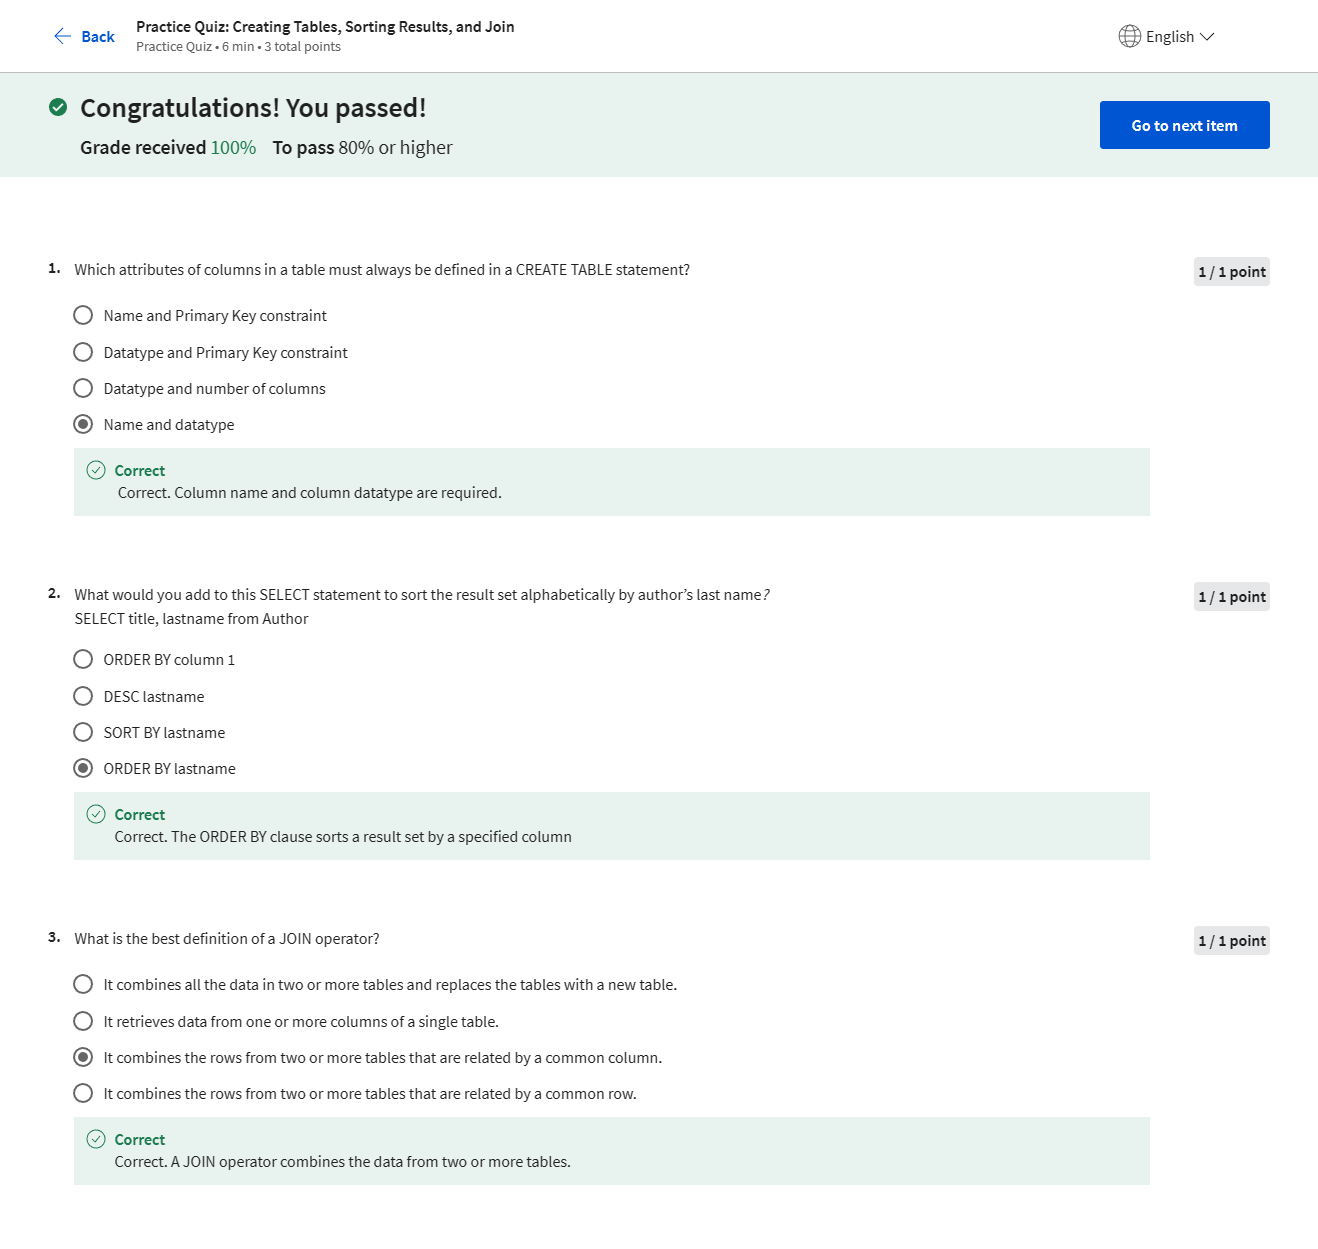 Back
Practice Quiz: Creating Tables, Sorting Results, and Join
Practice Quiz • 6 min • 3 total points
English
Congratulations! You passed!
Grade received 100% To pass 80% or higher
Go to next item
1. Which attributes of columns in a table must always be defined in a CREATE TABLE statement?
1 / 1 point
Name and Primary Key constraint
Datatype and Primary Key constraint
Datatype and number of columns
Name and datatype
Correct
Correct. Column name and column datatype are required.
2. What would you add to this SELECT statement to sort the result set alphabetically by author’s last name?
1 / 1 point
SELECT title, lastname from Author
ORDER BY column 1
DESC lastname
SORT BY lastname
ORDER BY lastname
Correct
Correct. The ORDER BY clause sorts a result set by a specified column
3. What is the best definition of a JOIN operator?
1 / 1 point
It combines all the data in two or more tables and replaces the tables with a new table.
It retrieves data from one or more columns of a single table.
It combines the rows from two or more tables that are related by a common column.
It combines the rows from two or more tables that are related by a common row.
Correct
Correct. A JOIN operator combines the data from two or more tables.